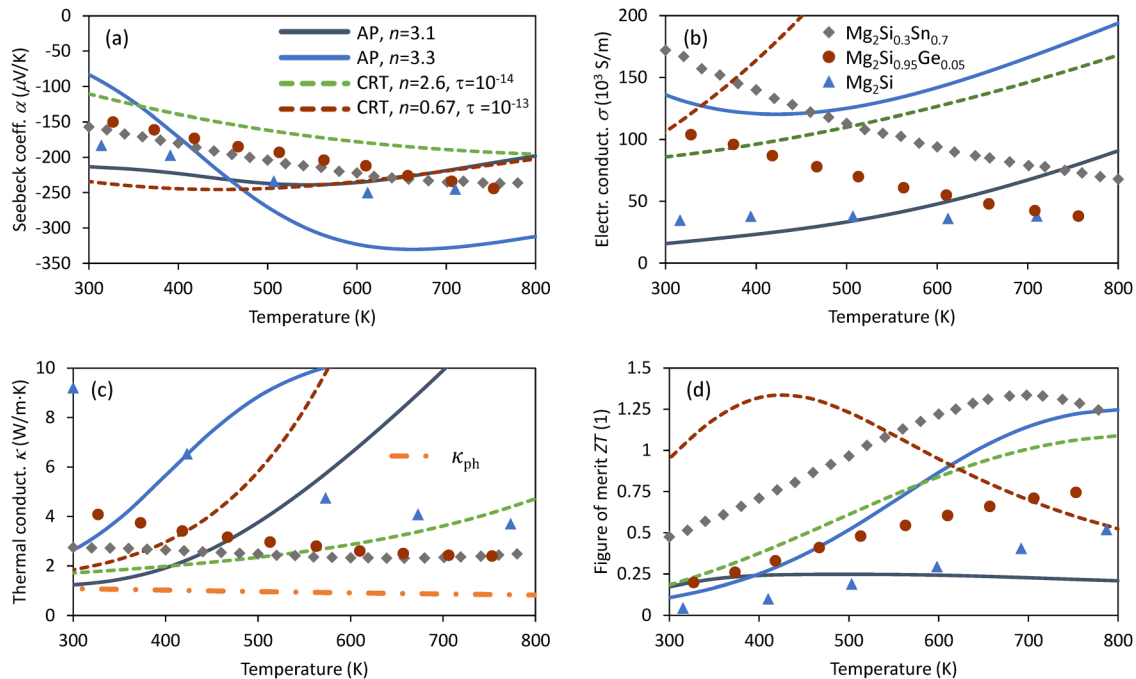 (a)
AP, n=3.1
AP, n=3.3
CRT, n=2.6, τ=10⁻¹⁴
CRT, n=0.67, τ =10⁻¹³
Seebeck coeff. α (μV/K)
0
-50
-100
-150
-200
-250
-300
-350
300 400 500 600 700 800
Temperature (K)
(b)
Mg₂Si₀.₃Sn₀.₇
Mg₂Si₀.₉₅Ge₀.₀₅
Mg₂Si
Electr. conduct. σ (10³ S/m)
200
150
100
50
0
300 400 500 600 700 800
Temperature (K)
(c)
κph
Thermal conduct. κ (W/m·K)
10
8
6
4
2
0
300 400 500 600 700 800
Temperature (K)
(d)
Figure of merit ZT (1)
1.5
1.25
1
0.75
0.5
0.25
0
300 400 500 600 700 800
Temperature (K)